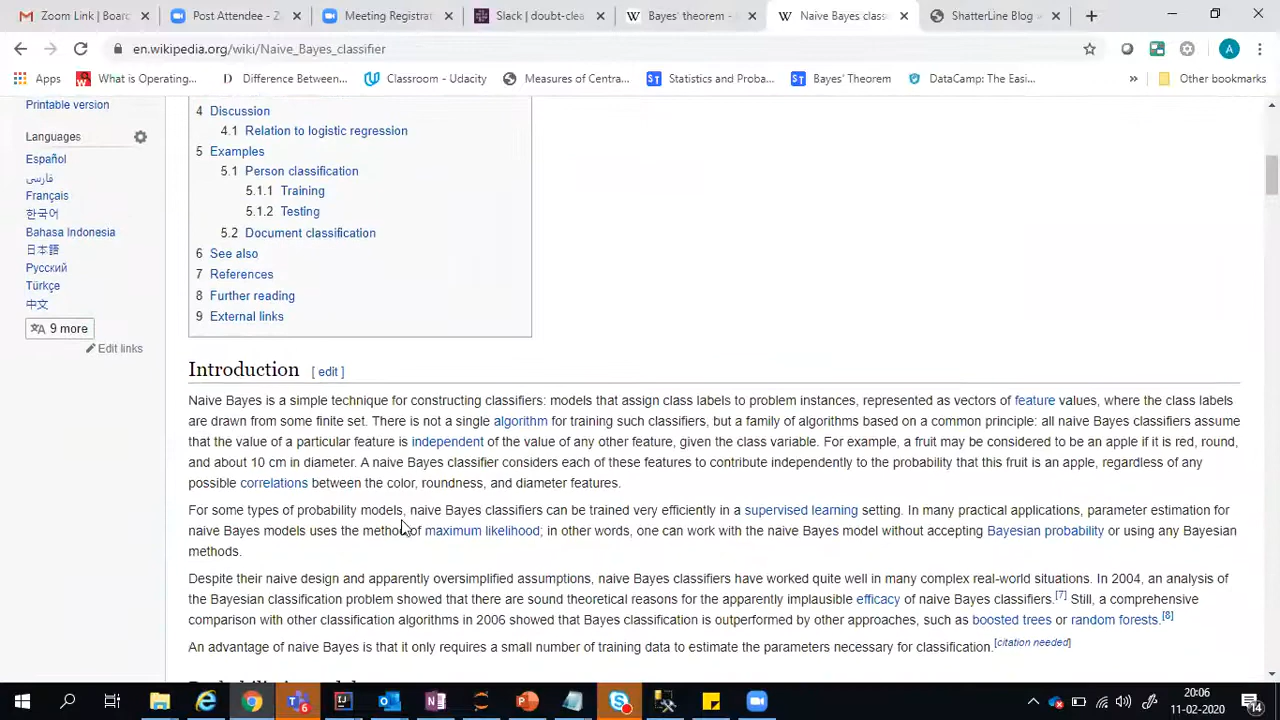 Zoom Link | Board
PostAttendee - Z
Meeting Registrat
Slack | doubt-clea
Bayes' theorem -
Naive Bayes class
ShatterLine Blog
en.wikipedia.org/wiki/Naive_Bayes_classifier
A
Apps
What is Operating...
Difference Between...
Classroom - Udacity
Measures of Centra...
Statistics and Proba...
Bayes' Theorem
DataCamp: The Easi...
»
Other bookmarks
Printable version
Languages
Español
فارسی
Français
한국어
Bahasa Indonesia
日本語
Русский
Türkçe
中文
9 more
Edit links
4 Discussion
4.1 Relation to logistic regression
5 Examples
5.1 Person classification
5.1.1 Training
5.1.2 Testing
5.2 Document classification
6 See also
7 References
8 Further reading
9 External links
Introduction [ edit ]
Naive Bayes is a simple technique for constructing classifiers: models that assign class labels to problem instances, represented as vectors of feature values, where the class labels
are drawn from some finite set. There is not a single algorithm for training such classifiers, but a family of algorithms based on a common principle: all naive Bayes classifiers assume
that the value of a particular feature is independent of the value of any other feature, given the class variable. For example, a fruit may be considered to be an apple if it is red, round,
and about 10 cm in diameter. A naive Bayes classifier considers each of these features to contribute independently to the probability that this fruit is an apple, regardless of any
possible correlations between the color, roundness, and diameter features.
For some types of probability models, naive Bayes classifiers can be trained very efficiently in a supervised learning setting. In many practical applications, parameter estimation for
naive Bayes models uses the method of maximum likelihood; in other words, one can work with the naive Bayes model without accepting Bayesian probability or using any Bayesian
methods.
Despite their naive design and apparently oversimplified assumptions, naive Bayes classifiers have worked quite well in many complex real-world situations. In 2004, an analysis of
the Bayesian classification problem showed that there are sound theoretical reasons for the apparently implausible efficacy of naive Bayes classifiers.[7] Still, a comprehensive
comparison with other classification algorithms in 2006 showed that Bayes classification is outperformed by other approaches, such as boosted trees or random forests.[8]
An advantage of naive Bayes is that it only requires a small number of training data to estimate the parameters necessary for classification.[citation needed]
20:06
11-02-2020